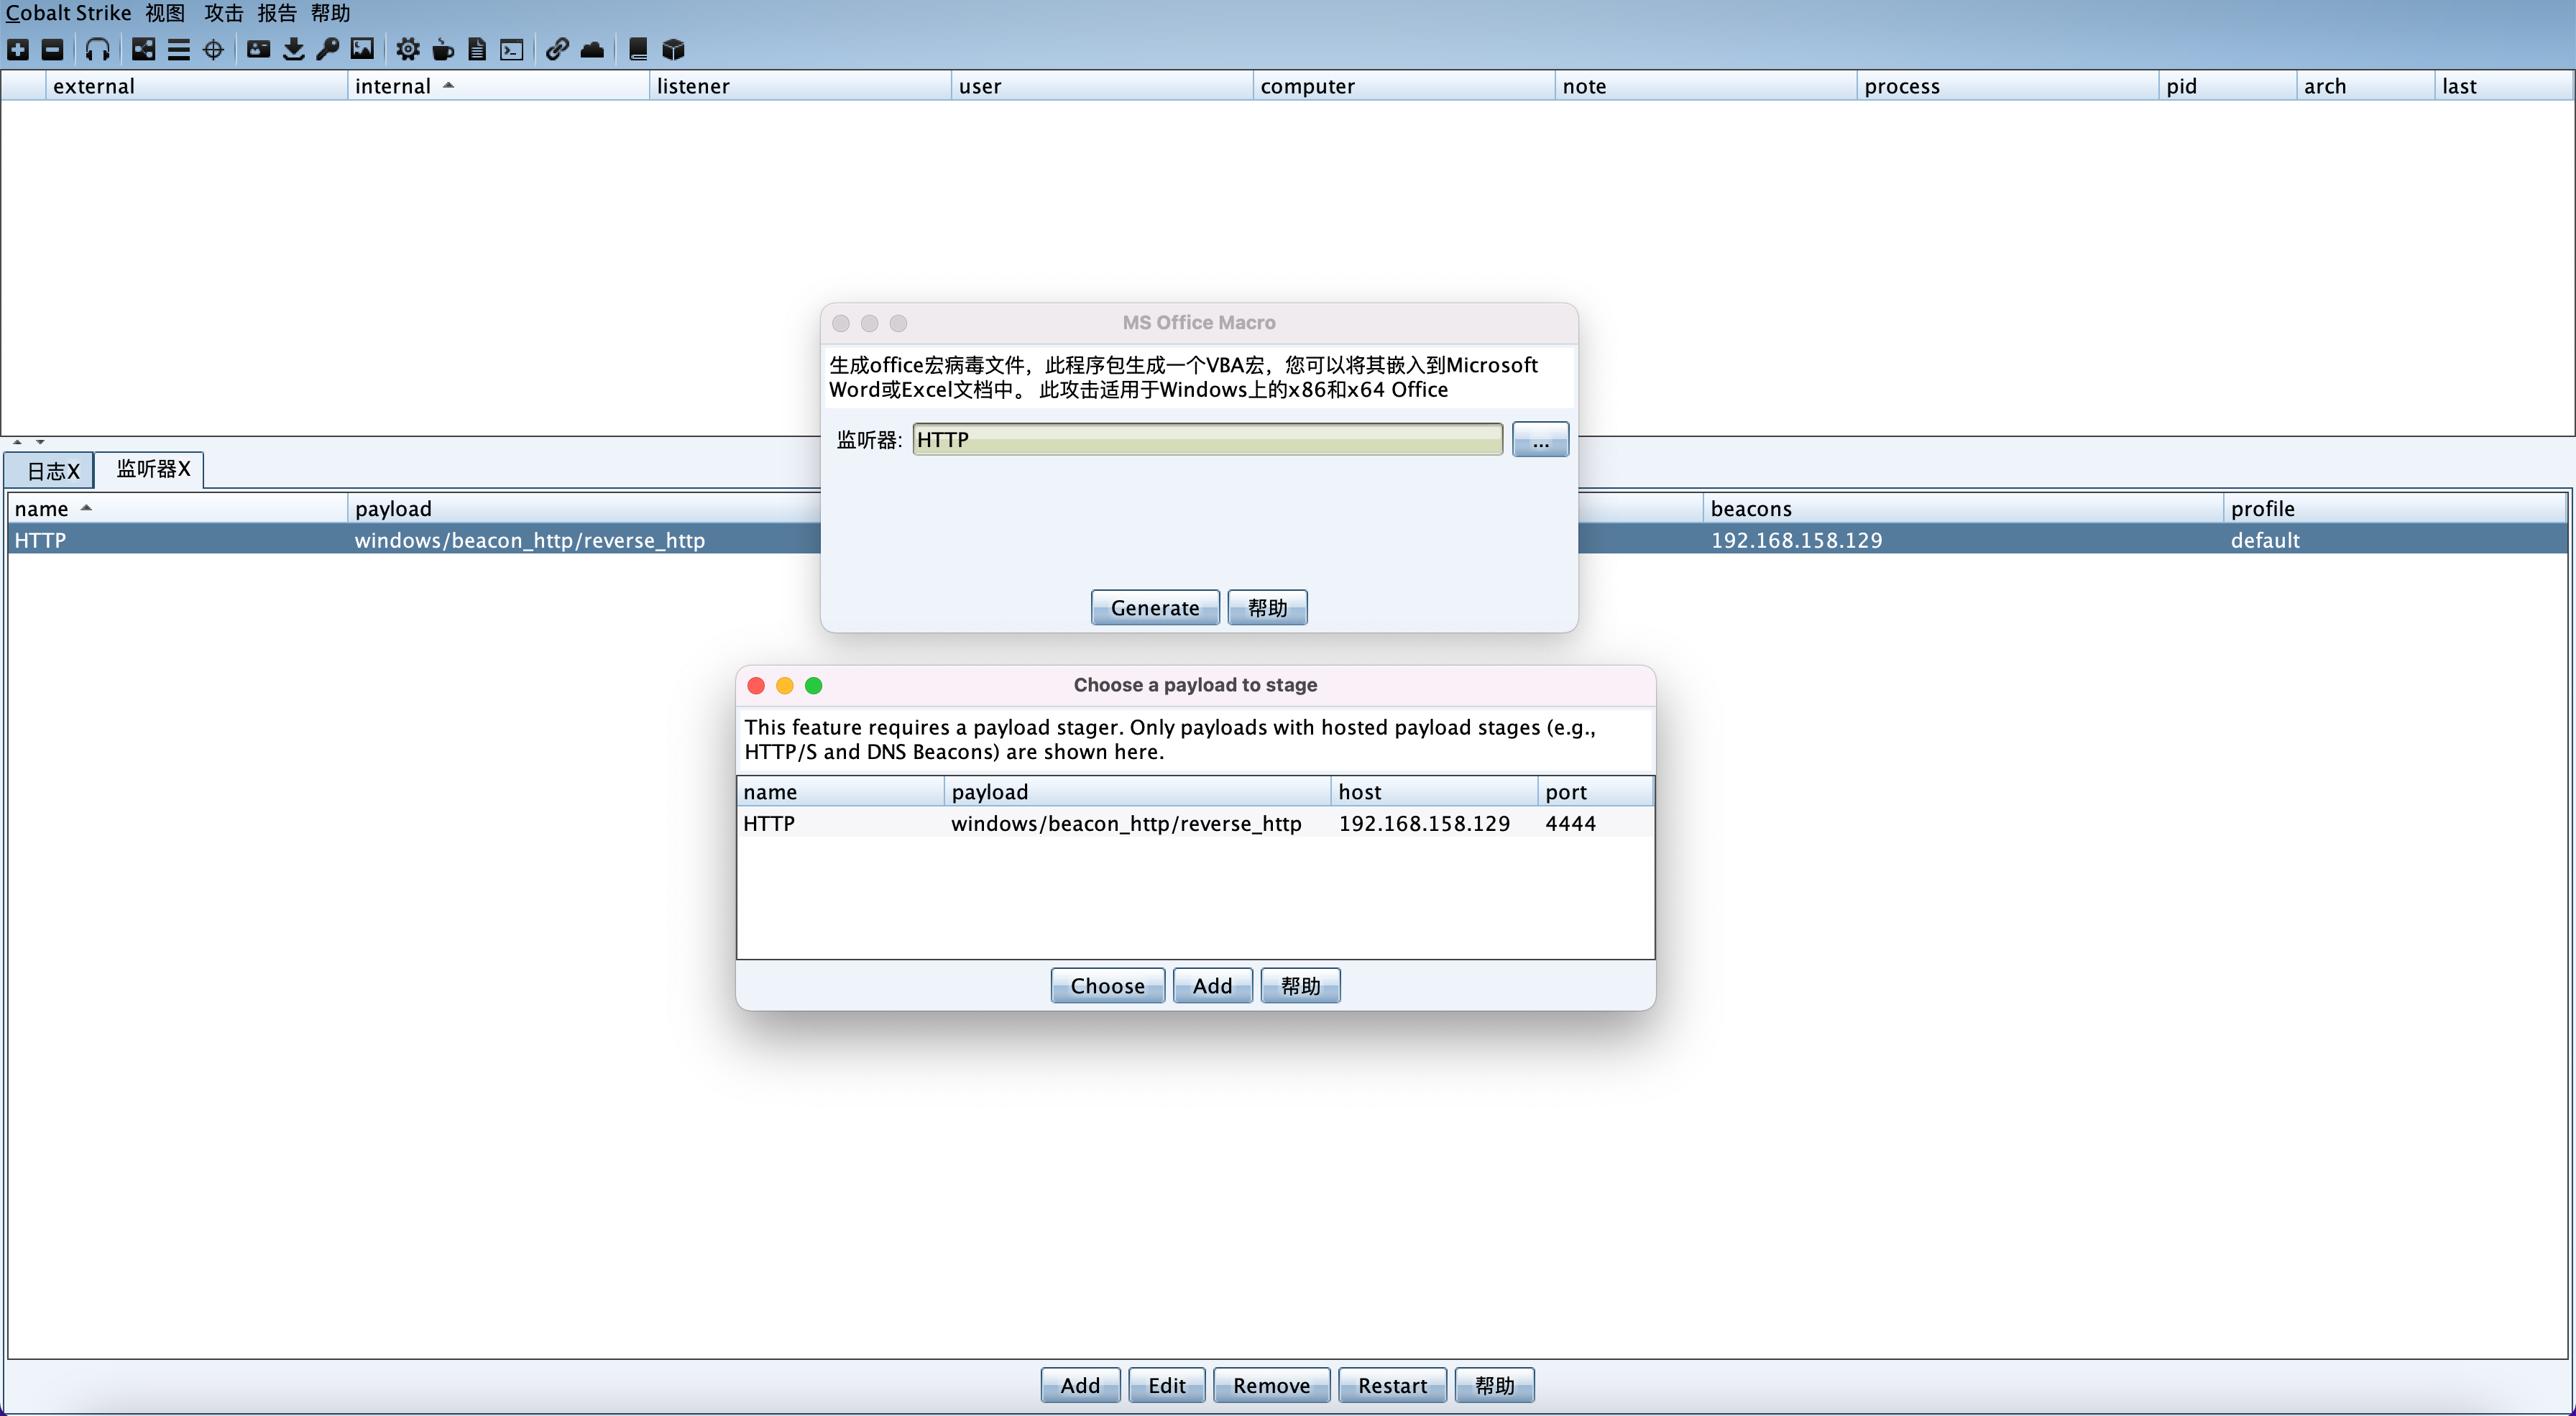 Cobalt Strike 视图 攻击 报告 帮助
external internal listener user computer note process pid arch last
MS Office Macro
生成office宏病毒文件，此程序包生成一个VBA宏，您可以将其嵌入到Microsoft
Word或Excel文档中。 此攻击适用于Windows上的x86和x64 Office
监听器: HTTP ...
Generate 帮助
日志X 监听器X
name payload beacons profile
HTTP windows/beacon_http/reverse_http 192.168.158.129 default
Choose a payload to stage
This feature requires a payload stager. Only payloads with hosted payload stages (e.g.,
HTTP/S and DNS Beacons) are shown here.
name payload host port
HTTP windows/beacon_http/reverse_http 192.168.158.129 4444
Choose Add 帮助
Add Edit Remove Restart 帮助